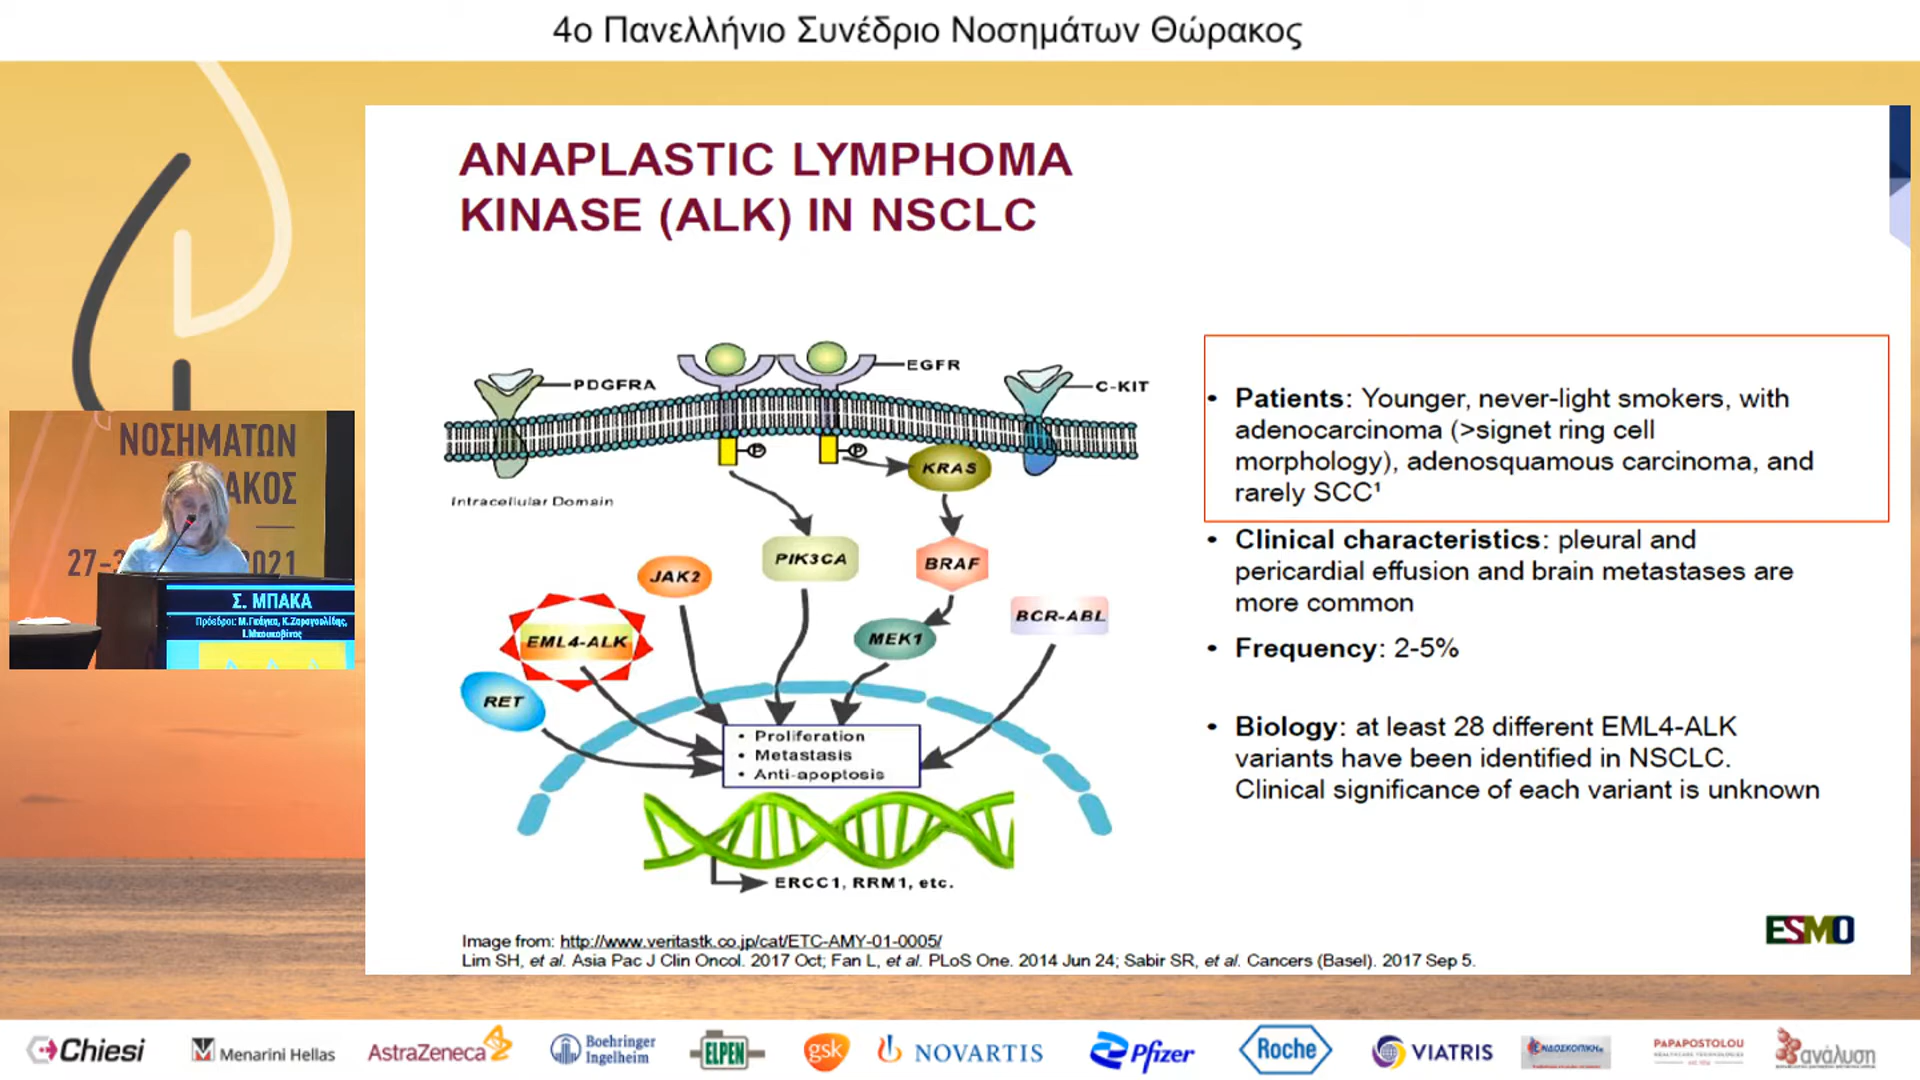 4ο Πανελλήνιο Συνέδριο Νοσημάτων Θώρακος
ANAPLASTIC LYMPHOMA
KINASE (ALK) IN NSCLC
PDGFRA
EGFR
C-KIT
P
P
KRAS
Intracellular Domain
PIK3CA
BRAF
JAK2
BCR-ABL
EML4-ALK
MEK1
RET
• Proliferation
• Metastasis
• Anti-apoptosis
ERCC1, RRM1, etc.
• Patients: Younger, never-light smokers, with
adenocarcinoma (>signet ring cell
morphology), adenosquamous carcinoma, and
rarely SCC¹
• Clinical characteristics: pleural and
pericardial effusion and brain metastases are
more common
• Frequency: 2-5%
• Biology: at least 28 different EML4-ALK
variants have been identified in NSCLC.
Clinical significance of each variant is unknown
ESMO
Image from: http://www.veritastk.co.jp/cat/ETC-AMY-01-0005/
Lim SH, et al. Asia Pac J Clin Oncol. 2017 Oct; Fan L, et al. PLoS One. 2014 Jun 24; Sabir SR, et al. Cancers (Basel). 2017 Sep 5.
ΝΟΣΗΜΑΤΩΝ
ΑΚΟΣ
27-
021
Σ. ΜΠΑΚΑ
Πρόεδροι: Μ.Γκάγκα, Κ.Ζαρογουλίδης,
Ι.Μπουκοβίνας
Chiesi
Menarini Hellas
AstraZeneca
Boehringer
Ingelheim
ELPEN
gsk
NOVARTIS
Pfizer
Roche
VIATRIS
ΕΝΔΟΣΚΟΠΙΚΗ
PAPAPOSTOLOU
ανάλυση